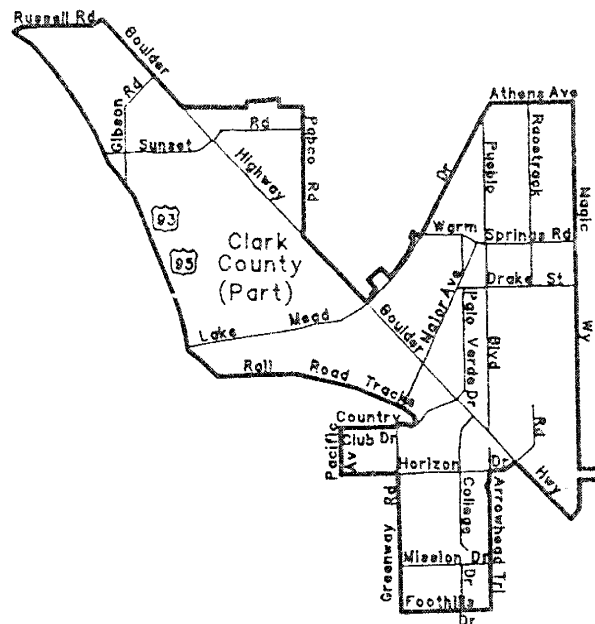 Russell Rd
Boulder
Highway
Gibson Rd
Sunset Rd
Pabco Rd
Athens Ave
Racetrack
Pueblo
Blvd
Magic
Wy
Dr
Warm Springs Rd
93
95
Clark
County
(Part)
Drake St
Major Ave
Palo Verde Dr
Boulder
Hwy
Lake Mead
Rail Road Tracks
Country
Club Dr
Pacific
Av
Horizon Dr
Rd
Greenway Rd
College
Dr
Arrowhead Trl
Mission Dr
Foothills
Dr